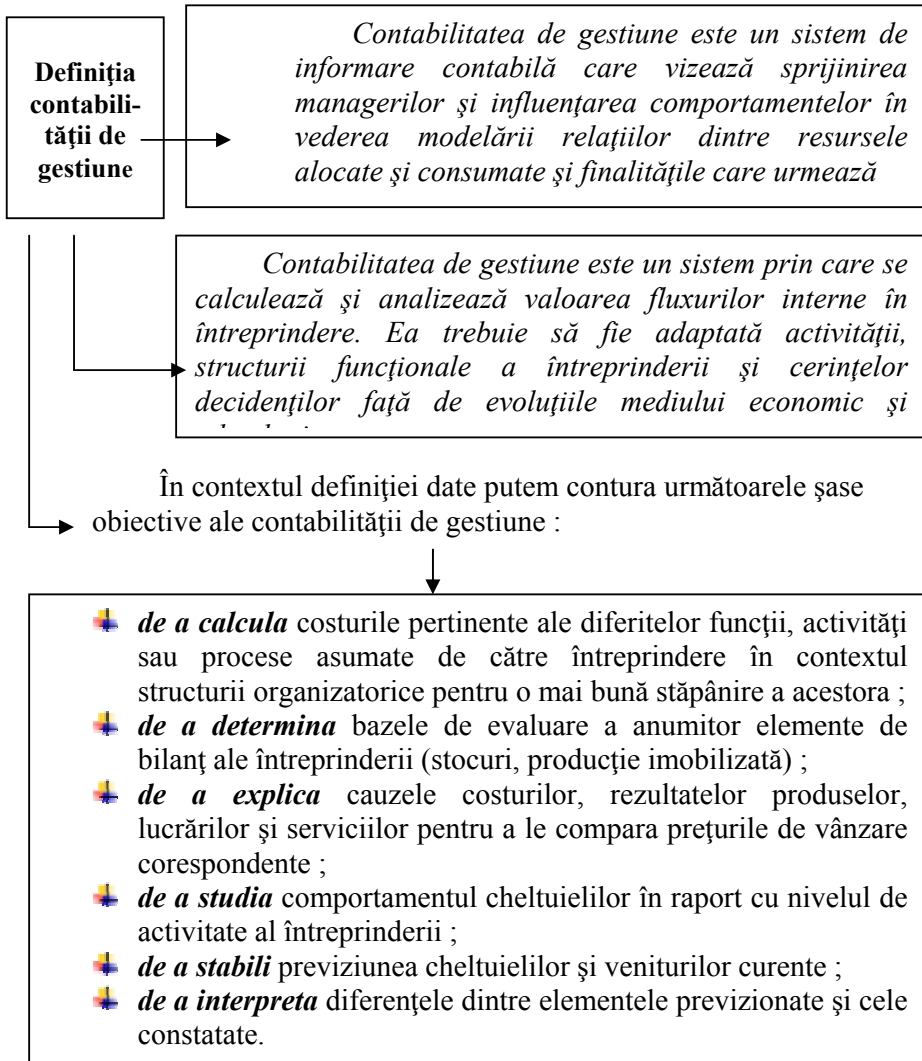 Definiţia
contabili-
tăţii de
gestiune
Contabilitatea de gestiune este un sistem de
informare contabilă care vizează sprijinirea
managerilor şi influenţarea comportamentelor în
vederea modelării relaţiilor dintre resursele
alocate şi consumate şi finalităţile care urmează
Contabilitatea de gestiune este un sistem prin care se
calculează şi analizează valoarea fluxurilor interne în
întreprindere. Ea trebuie să fie adaptată activităţii,
structurii funcţionale a întreprinderii şi cerinţelor
decidenţilor faţă de evoluţiile mediului economic şi
În contextul definiţiei date putem contura următoarele şase
obiective ale contabilităţii de gestiune :
de a calcula costurile pertinente ale diferitelor funcţii, activităţi
sau procese asumate de către întreprindere în contextul
structurii organizatorice pentru o mai bună stăpânire a acestora ;
de a determina bazele de evaluare a anumitor elemente de
bilanţ ale întreprinderii (stocuri, producţie imobilizată) ;
de a explica cauzele costurilor, rezultatelor produselor,
lucrărilor şi serviciilor pentru a le compara preţurile de vânzare
corespondente ;
de a studia comportamentul cheltuielilor în raport cu nivelul de
activitate al întreprinderii ;
de a stabili previziunea cheltuielilor şi veniturilor curente ;
de a interpreta diferenţele dintre elementele previzionate şi cele
constatate.